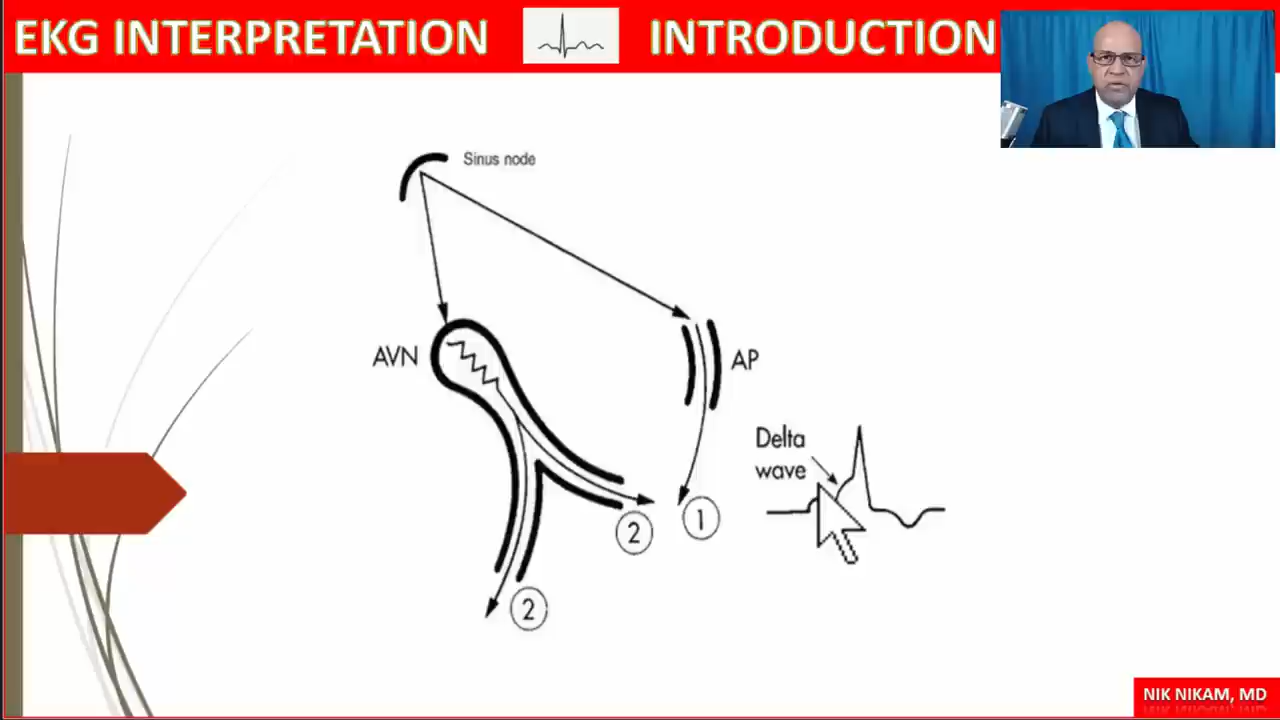 EKG INTERPRETATION INTRODUCTION
Sinus node
AVN
AP
Delta
wave
2
1
2
NIK NIKAM, MD